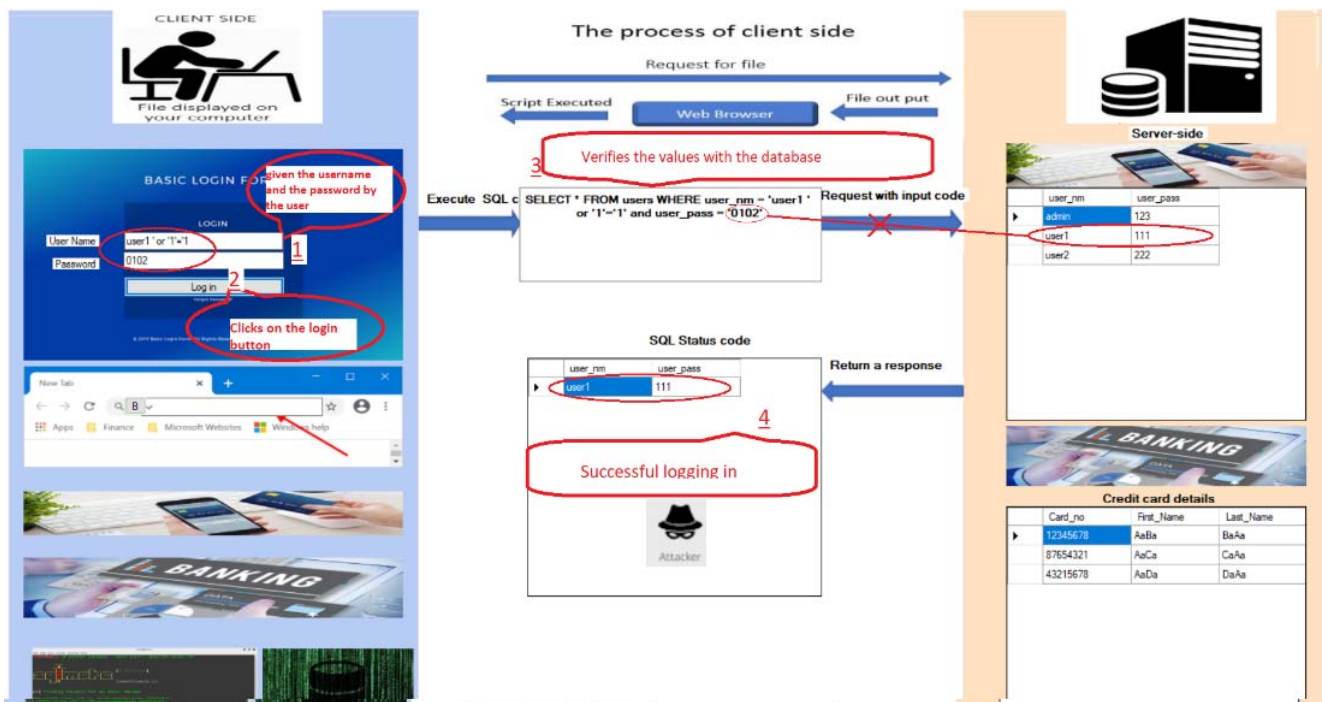 CLIENT SIDE
File displayed on
your computer
BASIC LOGIN FOR
given the username
and the password by
the user
LOGIN
User Name
user1 ' or '1'='1
1
Password
0102
2
Log in
Clicks on the login
button
New Tab
B
Apps
Finance
Microsoft Websites
Windows help
BANKING
DATA
The process of client side
Request for file
Script Executed
File out put
Web Browser
3
Verifies the values with the database
Execute SQL c
SELECT * FROM users WHERE user_nm = 'user1 '
or '1'='1' and user_pass = '0102'
Request with input code
SQL Status code
user_nm user_pass
user1 111
Return a response
4
Successful logging in
Attacker
Server-side
user_nm user_pass
admin 123
user1 111
user2 222
BANKING
DATA
Credit card details
Card_no First_Name Last_Name
12345678 AaBa BaAa
87654321 AaCa CaAa
43215678 AaDa DaAa